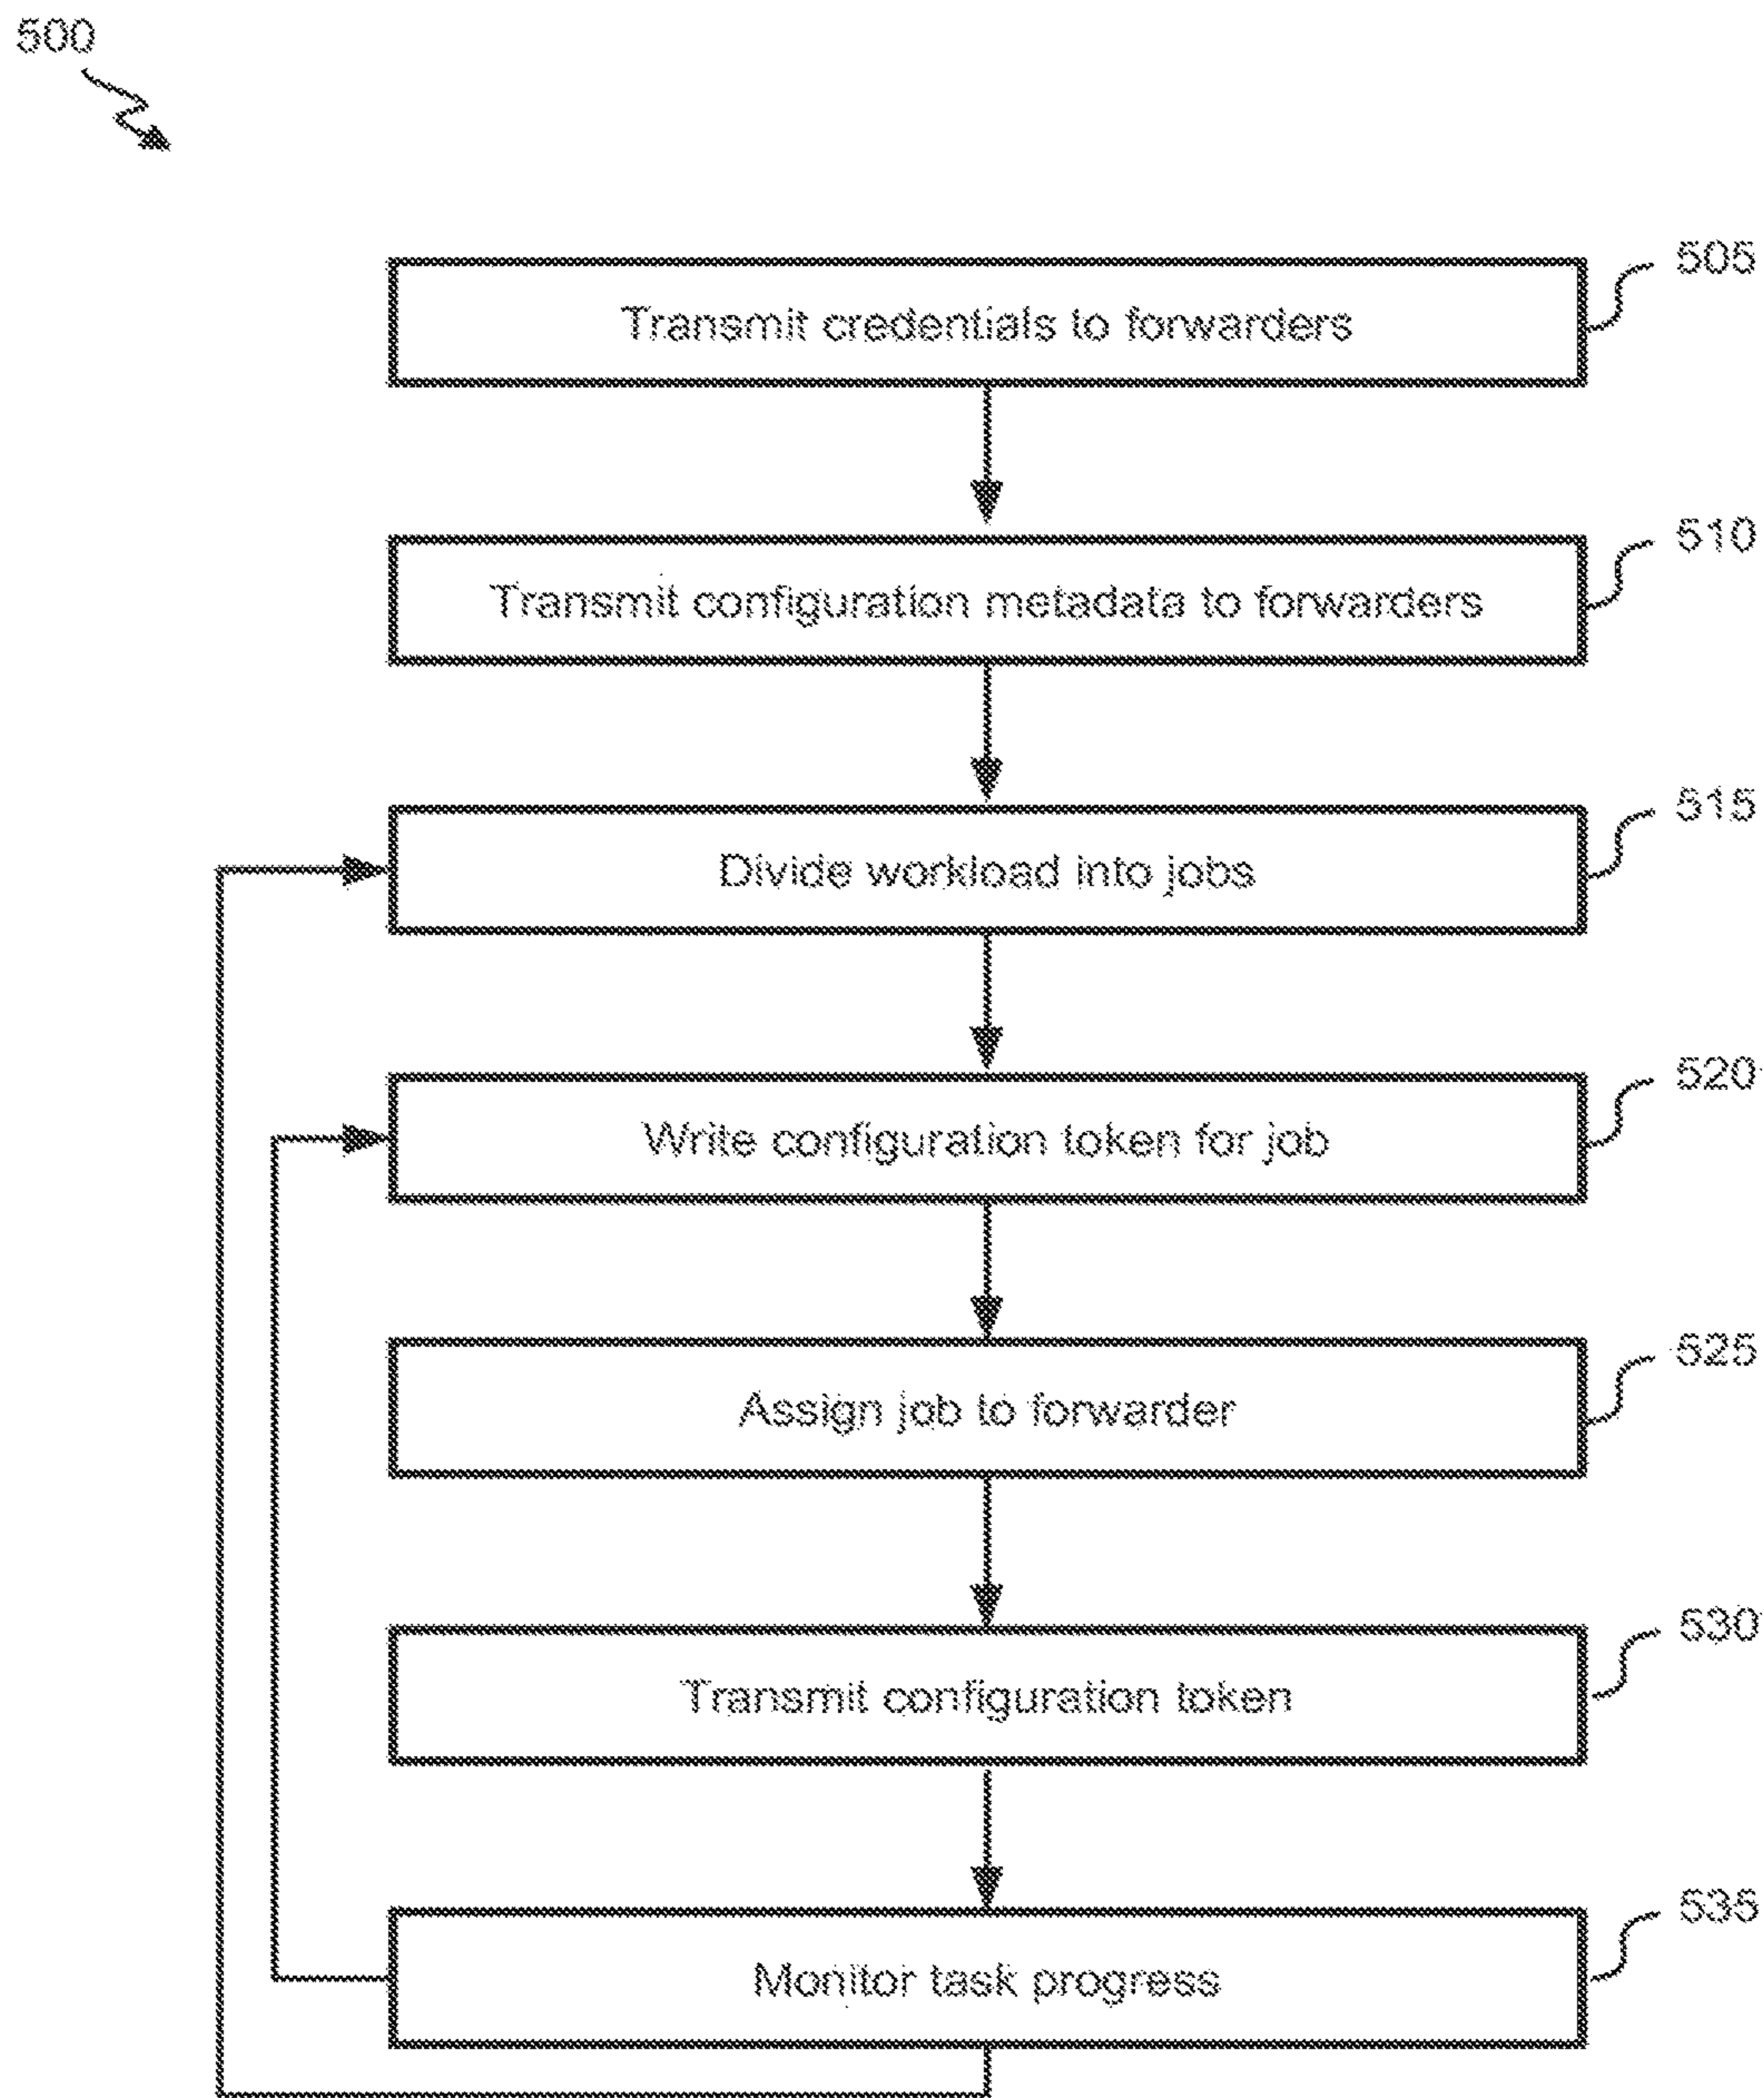 500
505
Transmit credentials to forwarders
510
Transmit configuration metadata to forwarders
515
Divide workload into jobs
520
Write configuration token for job
525
Assign job to forwarder
530
Transmit configuration token
535
Monitor task progress